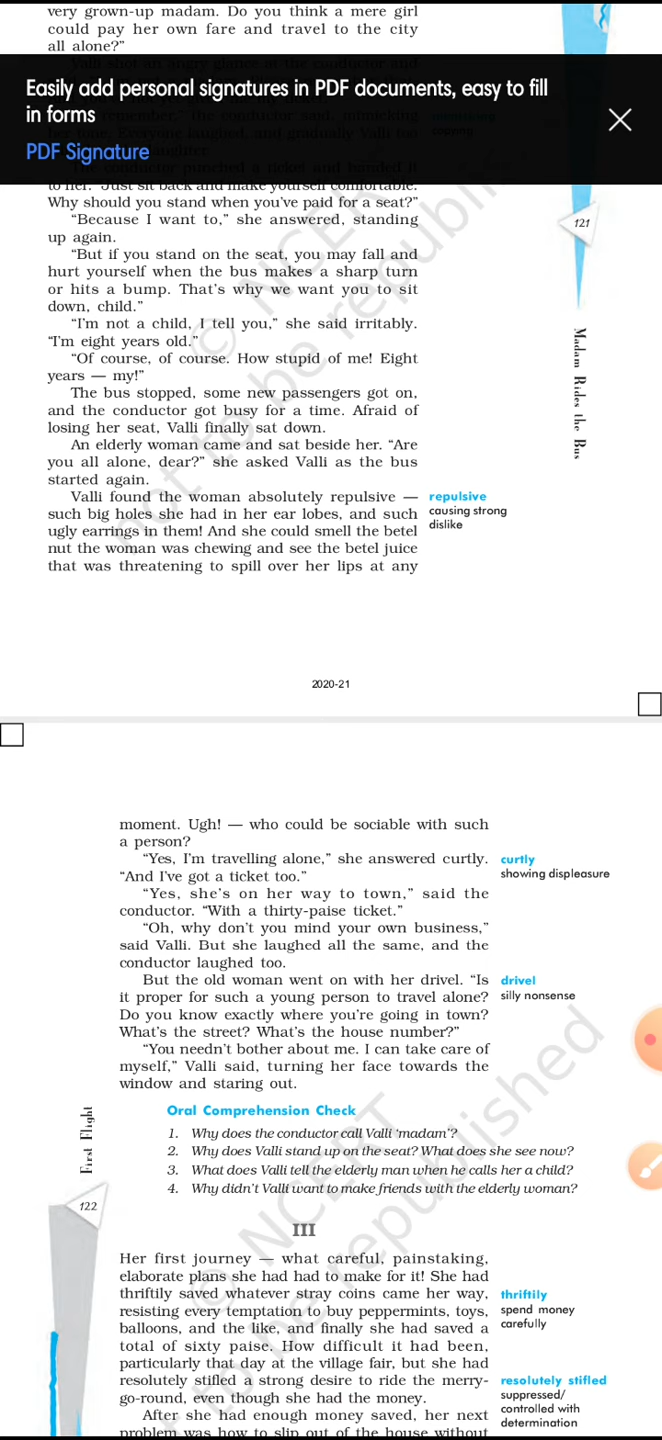 very grown-up madam. Do you think a mere girl
could pay her own fare and travel to the city
all alone?”
Easily add personal signatures in PDF documents, easy to fill
in forms
PDF Signature
copying
to her. “Just sit back and make yourself comfortable.
Why should you stand when you’ve paid for a seat?”
“Because I want to,” she answered, standing
up again.
“But if you stand on the seat, you may fall and
hurt yourself when the bus makes a sharp turn
or hits a bump. That’s why we want you to sit
down, child.”
“I’m not a child, I tell you,” she said irritably.
“I’m eight years old.”
“Of course, of course. How stupid of me! Eight
years — my!”
The bus stopped, some new passengers got on,
and the conductor got busy for a time. Afraid of
losing her seat, Valli finally sat down.
An elderly woman came and sat beside her. “Are
you all alone, dear?” she asked Valli as the bus
started again.
Valli found the woman absolutely repulsive —
such big holes she had in her ear lobes, and such
ugly earrings in them! And she could smell the betel
nut the woman was chewing and see the betel juice
that was threatening to spill over her lips at any
repulsive
causing strong
dislike
121
Madam Rides the Bus
© NCERT
not to be republi
2020-21
moment. Ugh! — who could be sociable with such
a person?
“Yes, I’m travelling alone,” she answered curtly.
“And I’ve got a ticket too.”
“Yes, she’s on her way to town,” said the
conductor. “With a thirty-paise ticket.”
“Oh, why don’t you mind your own business,”
said Valli. But she laughed all the same, and the
conductor laughed too.
But the old woman went on with her drivel. “Is
it proper for such a young person to travel alone?
Do you know exactly where you’re going in town?
What’s the street? What’s the house number?”
“You needn’t bother about me. I can take care of
myself,” Valli said, turning her face towards the
window and staring out.
curtly
showing displeasure
drivel
silly nonsense
Oral Comprehension Check
1. Why does the conductor call Valli ‘madam’?
2. Why does Valli stand up on the seat? What does she see now?
3. What does Valli tell the elderly man when he calls her a child?
4. Why didn’t Valli want to make friends with the elderly woman?
First Flight
122
III
Her first journey — what careful, painstaking,
elaborate plans she had had to make for it! She had
thriftily saved whatever stray coins came her way,
resisting every temptation to buy peppermints, toys,
balloons, and the like, and finally she had saved a
total of sixty paise. How difficult it had been,
particularly that day at the village fair, but she had
resolutely stifled a strong desire to ride the merry-
go-round, even though she had the money.
After she had enough money saved, her next
problem was how to slip out of the house without
thriftily
spend money
carefully
resolutely stifled
suppressed/
controlled with
determination
© NCERT
t to be republished